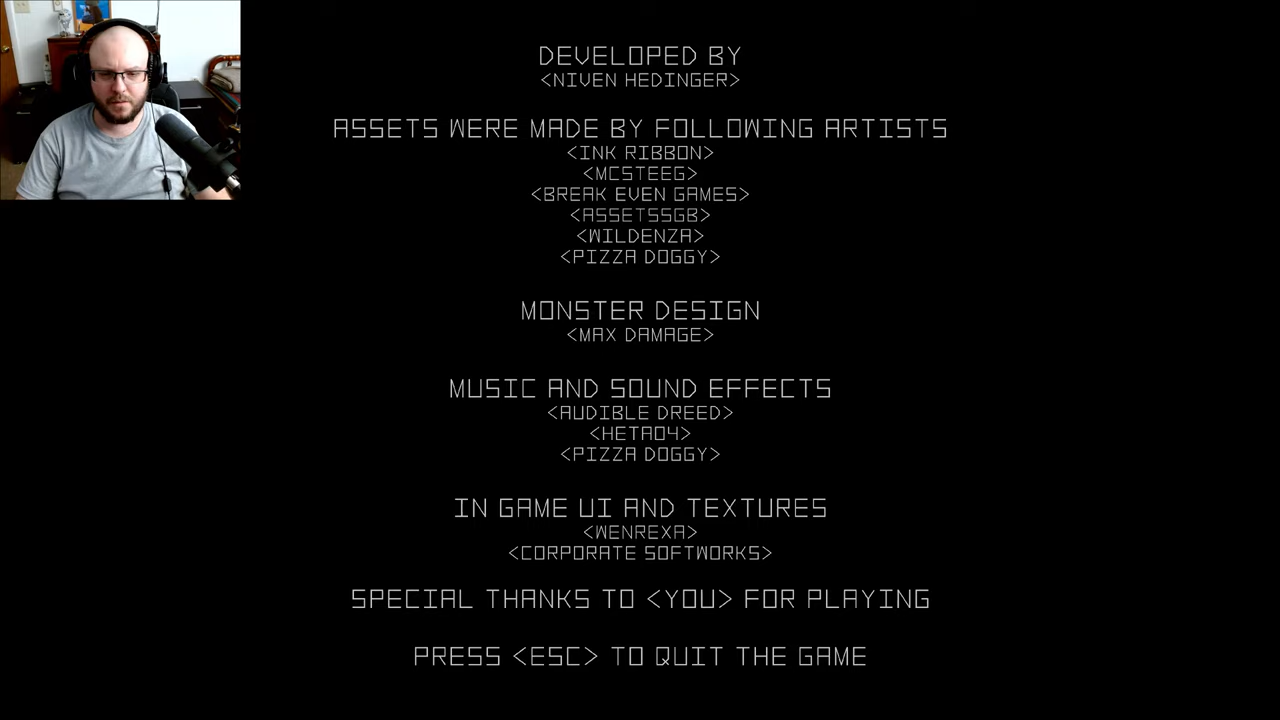 DEVELOPED BY
<NIVEN HEDINGER>
ASSETS WERE MADE BY FOLLOWING ARTISTS
<INK RIBBON>
<MCSTEEG>
<BREAK EVEN GAMES>
<ASSETSSGB>
<WILDENZA>
<PIZZA DOGGY>
MONSTER DESIGN
<MAX DAMAGE>
MUSIC AND SOUND EFFECTS
<AUDIBLE DREED>
<HETA04>
<PIZZA DOGGY>
IN GAME UI AND TEXTURES
<WENREXA>
<CORPORATE SOFTWORKS>
SPECIAL THANKS TO <YOU> FOR PLAYING
PRESS <ESC> TO QUIT THE GAME